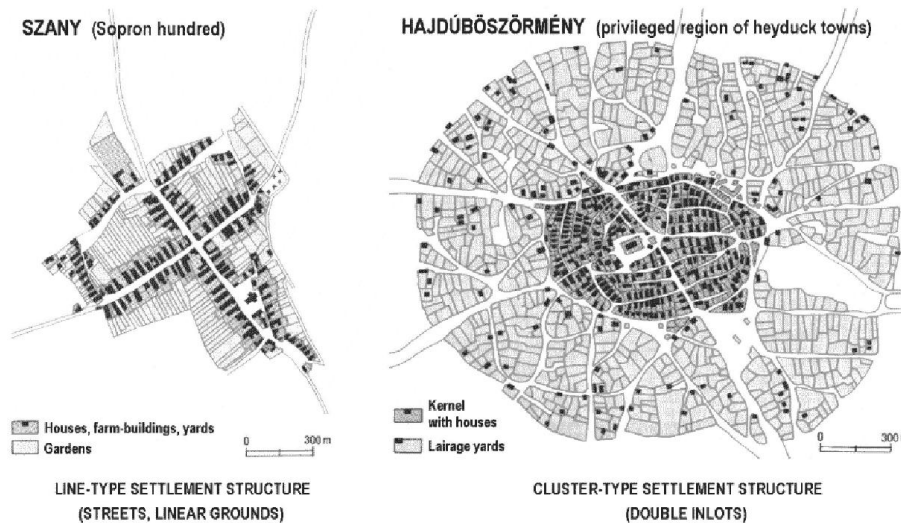 SZANY (Sopron hundred)
Houses, farm-buildings, yards
Gardens
0 300 m
LINE-TYPE SETTLEMENT STRUCTURE
(STREETS, LINEAR GROUNDS)
HAJDÚBÖSZÖRMÉNY (privileged region of heyduck towns)
Kernel
with houses
Lairage yards
0 300
CLUSTER-TYPE SETTLEMENT STRUCTURE
(DOUBLE INLOTS)